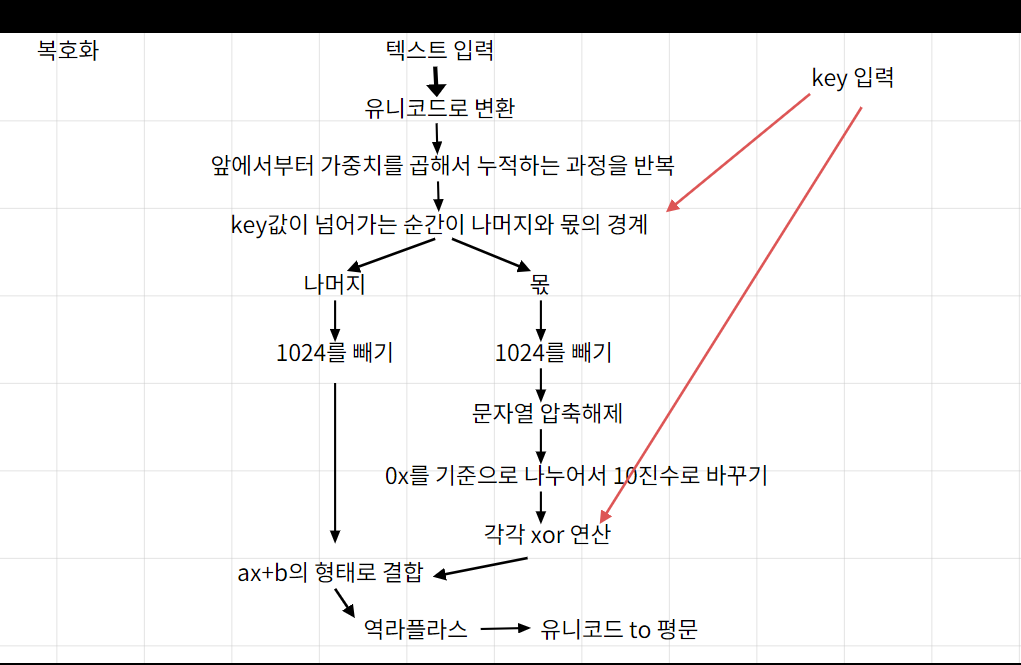 복호화
텍스트 입력
key 입력
유니코드로 변환
앞에서부터 가중치를 곱해서 누적하는 과정을 반복
key값이 넘어가는 순간이 나머지와 몫의 경계
나머지
몫
1024를 빼기
1024를 빼기
문자열 압축해제
0x를 기준으로 나누어서 10진수로 바꾸기
각각 xor 연산
ax+b의 형태로 결합
역라플라스
유니코드 to 평문